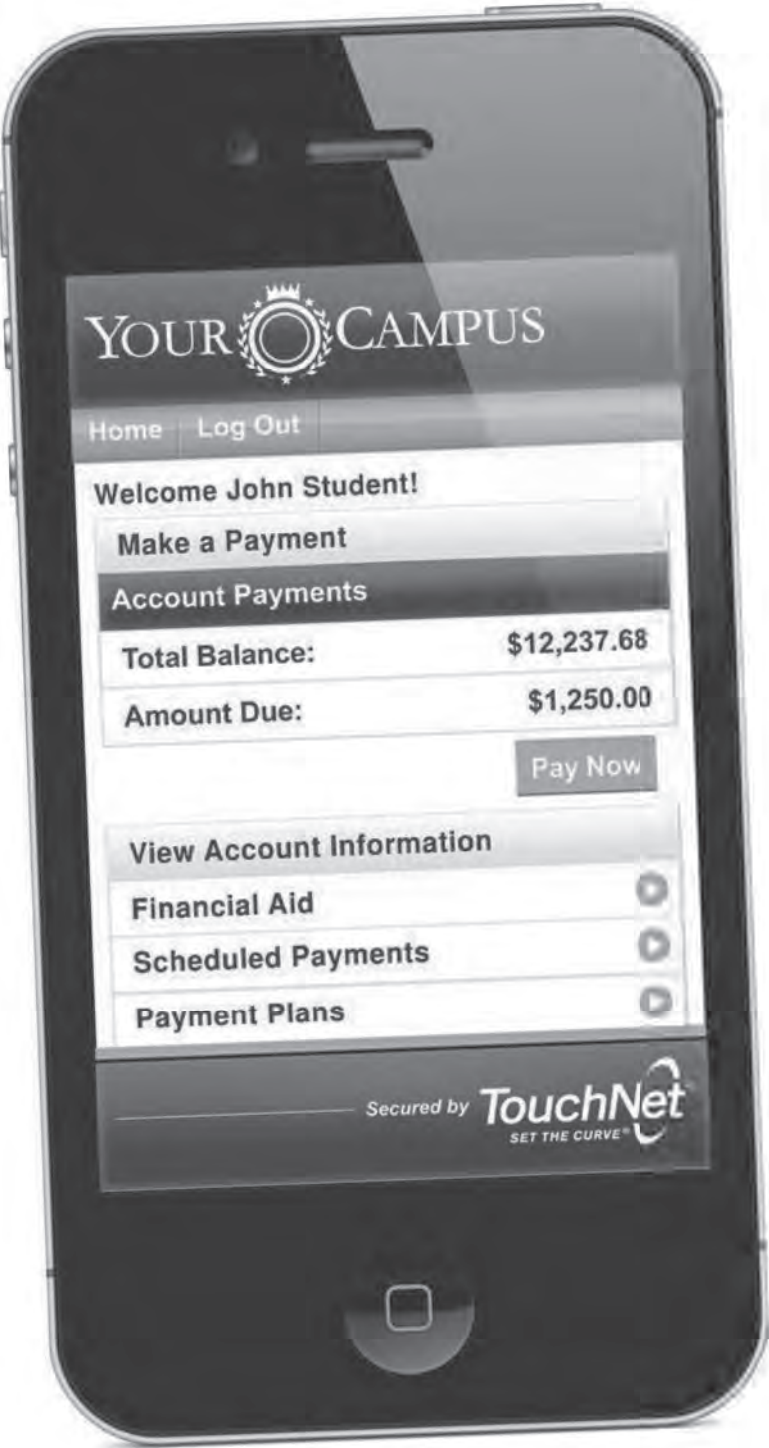 YOUR CAMPUS
Home Log Out
Welcome John Student!
Make a Payment
Account Payments
Total Balance: $12,237.68
Amount Due: $1,250.00
Pay Now
View Account Information
Financial Aid
Scheduled Payments
Payment Plans
Secured by TouchNet
SET THE CURVE®